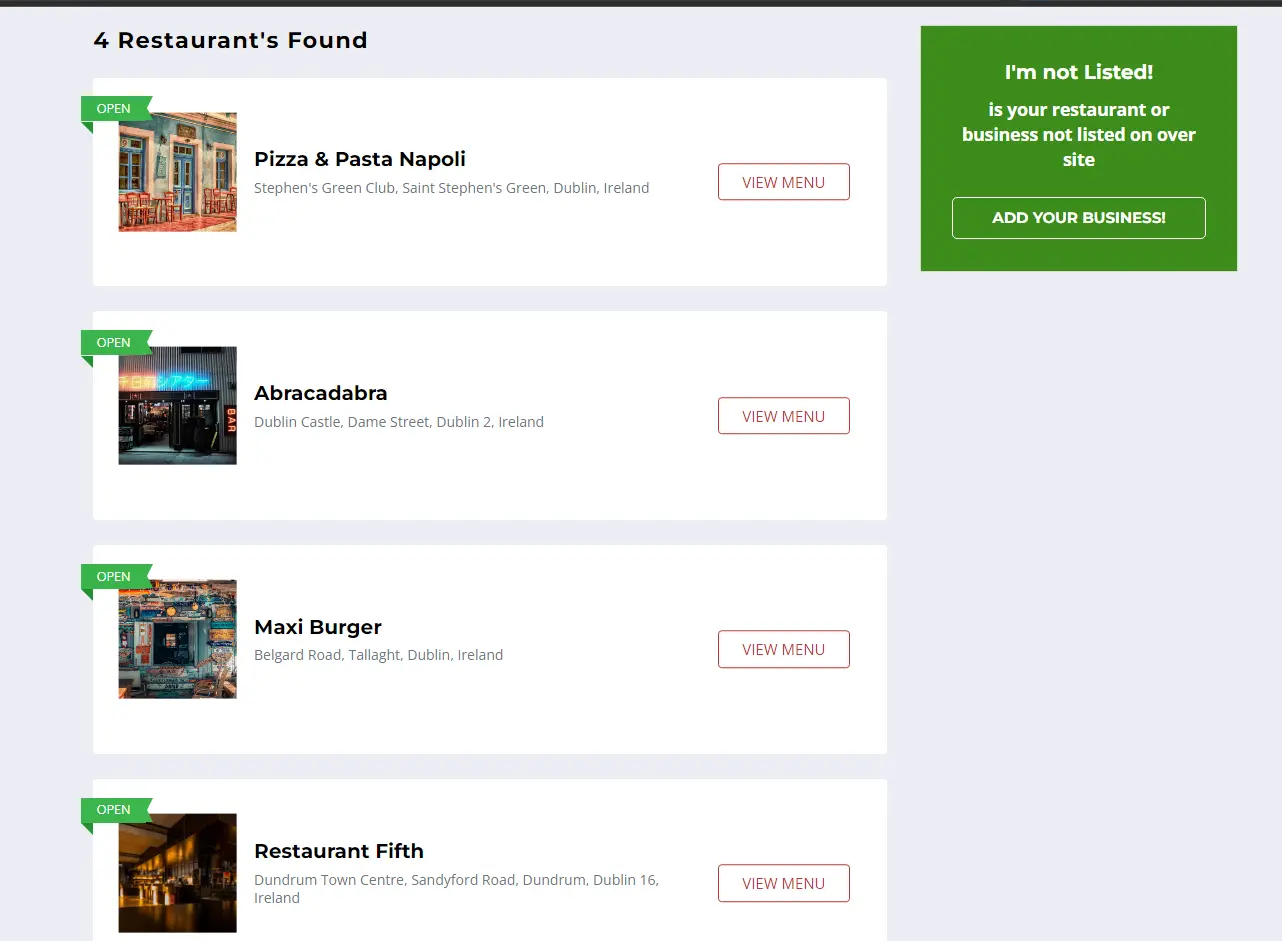 4 Restaurant's Found
OPEN
Pizza & Pasta Napoli
Stephen's Green Club, Saint Stephen's Green, Dublin, Ireland
VIEW MENU
OPEN
BAR
Abracadabra
Dublin Castle, Dame Street, Dublin 2, Ireland
VIEW MENU
OPEN
Maxi Burger
Belgard Road, Tallaght, Dublin, Ireland
VIEW MENU
OPEN
Restaurant Fifth
Dundrum Town Centre, Sandyford Road, Dundrum, Dublin 16,
Ireland
VIEW MENU
I'm not Listed!
is your restaurant or
business not listed on over
site
ADD YOUR BUSINESS!